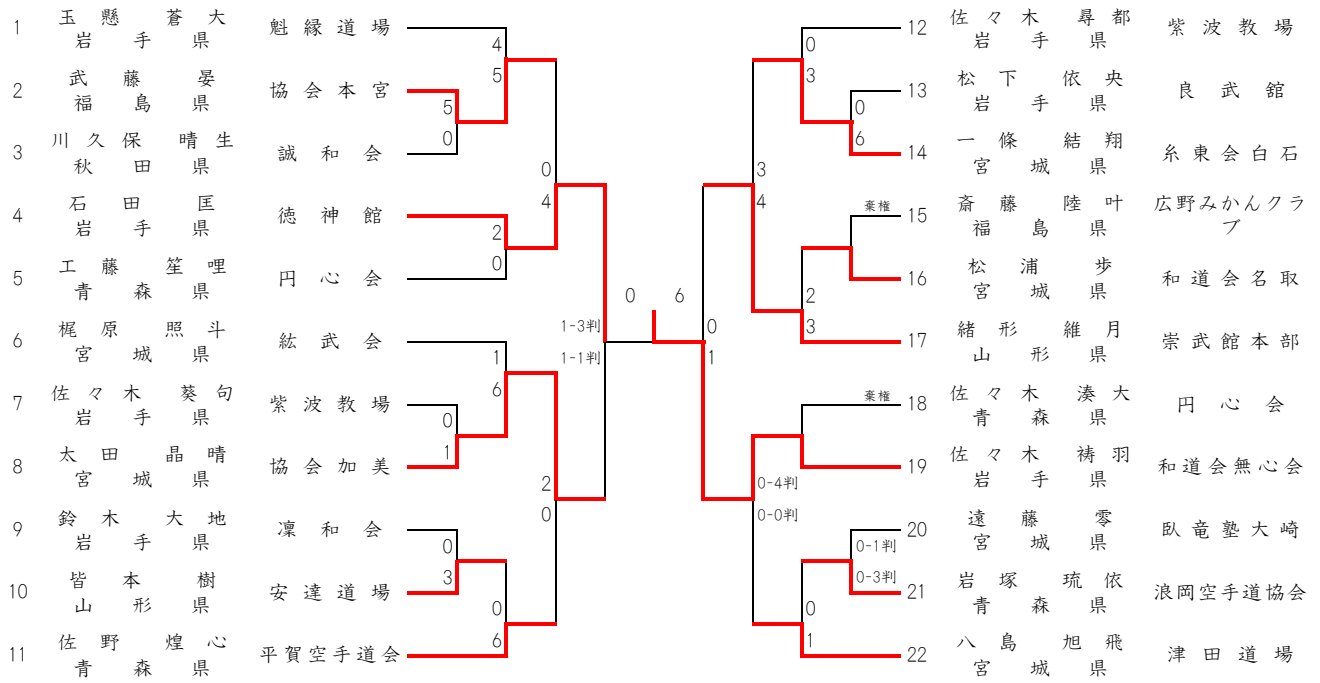 1 玉懸 蒼大 魁縁道場
岩手県
4
5
2 武藤 晏 協会本宮
福島県
5
0
3 川久保 晴生 誠和会
秋田県
0
4
4 石田 匡 徳神館
岩手県
2
0
5 工藤 笙哩 円心会
青森県
1-3判
1-1判
6 梶原 照斗 紘武会
宮城県
1
6
7 佐々木 葵句 紫波教場
岩手県
0
1
8 太田 晶晴 協会加美
宮城県
2
0
9 鈴木 大地 凜和会
岩手県
0
3
10 皆本 樹 安達道場
山形県
0
6
11 佐野 煌心 平賀空手道会
青森県
0 6
12 佐々木 尋都 紫波教場
岩手県
0
3
13 松下 依央 良武舘
岩手県
0
6
14 一條 結翔 糸東会白石
宮城県
3
4
棄権
15 斎藤 陸叶 広野みかんクラ
福島県 ブ
16 松浦 歩 和道会名取
宮城県
2
3
17 緒形 維月 崇武館本部
山形県
0
1
棄権
18 佐々木 湊大 円心会
青森県
19 佐々木 祷羽 和道会無心会
岩手県
0-4判
0-0判
20 遠藤 零 臥竜塾大崎
宮城県
0-1判
0-3判
21 岩塚 琉依 浪岡空手道協会
青森県
0
1
22 八島 旭飛 津田道場
宮城県